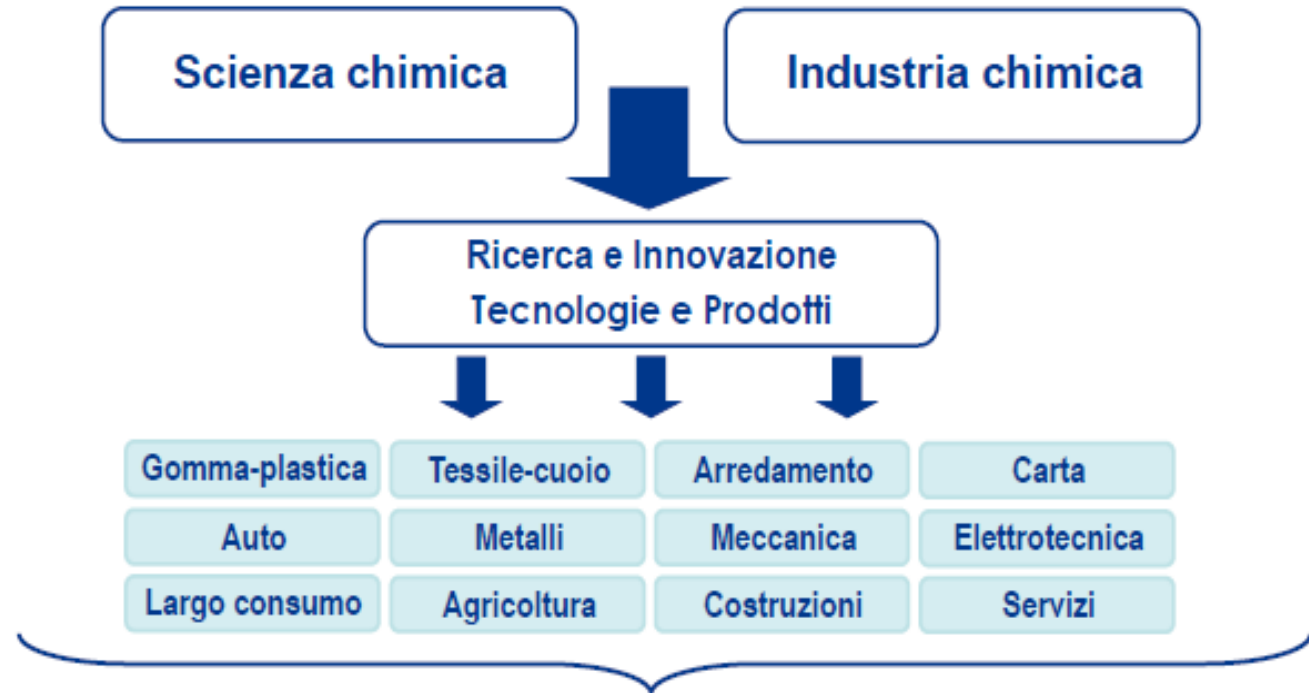 Scienza chimica
Industria chimica
Ricerca e Innovazione
Tecnologie e Prodotti
Gomma-plastica
Tessile-cuoio
Arredamento
Carta
Auto
Metalli
Meccanica
Elettrotecnica
Largo consumo
Agricoltura
Costruzioni
Servizi